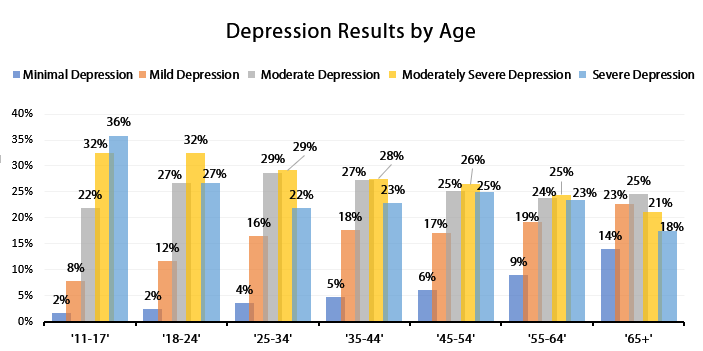 Depression Results by Age
Minimal Depression Mild Depression Moderate Depression Moderately Severe Depression Severe Depression
40%
35%
30%
25%
20%
15%
10%
5%
0%
2% 8% 22% 32% 36%
2% 12% 27% 32% 27%
4% 16% 29% 29% 22%
5% 18% 27% 28% 23%
6% 17% 25% 26% 25%
9% 19% 24% 25% 23%
14% 23% 25% 21% 18%
'11-17' '18-24' '25-34' '35-44' '45-54' '55-64' '65+'